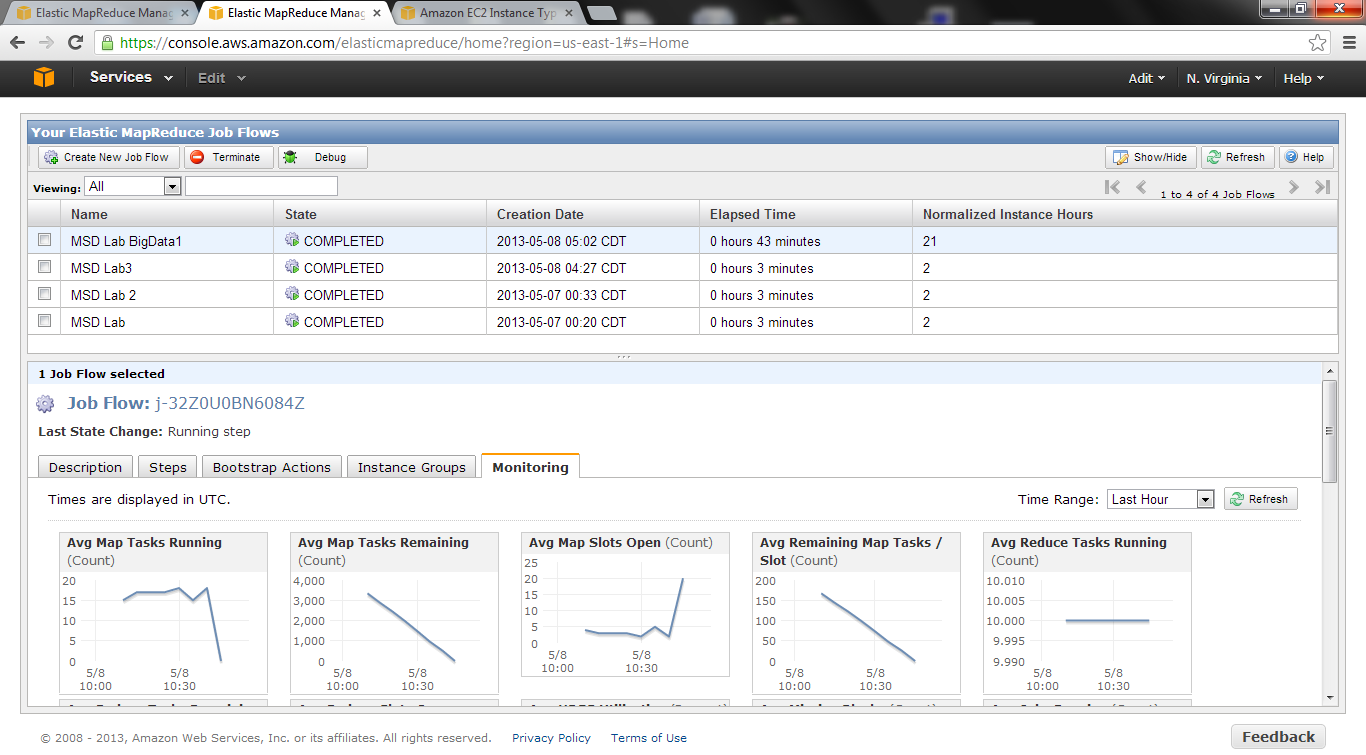 Elastic MapReduce Manag
Elastic MapReduce Manag
Amazon EC2 Instance Typ
https://console.aws.amazon.com/elasticmapreduce/home?region=us-east-1#s=Home
Services Edit Adit N. Virginia Help
Your Elastic MapReduce Job Flows
Create New Job Flow Terminate Debug Show/Hide Refresh Help
Viewing: All 1 to 4 of 4 Job Flows
Name State Creation Date Elapsed Time Normalized Instance Hours
MSD Lab BigData1 COMPLETED 2013-05-08 05:02 CDT 0 hours 43 minutes 21
MSD Lab3 COMPLETED 2013-05-08 04:27 CDT 0 hours 3 minutes 2
MSD Lab 2 COMPLETED 2013-05-07 00:33 CDT 0 hours 3 minutes 2
MSD Lab COMPLETED 2013-05-07 00:20 CDT 0 hours 3 minutes 2
1 Job Flow selected
Job Flow: j-32Z0U0BN6084Z
Last State Change: Running step
Description Steps Bootstrap Actions Instance Groups Monitoring
Times are displayed in UTC. Time Range: Last Hour Refresh
Avg Map Tasks Running
(Count)
20
15
10
5
0
5/8 5/8
10:00 10:30
Avg Map Tasks Remaining
(Count)
4,000
3,000
2,000
1,000
0
5/8 5/8
10:00 10:30
Avg Map Slots Open (Count)
25
20
15
10
5
0
5/8 5/8
10:00 10:30
Avg Remaining Map Tasks /
Slot (Count)
200
150
100
50
0
5/8 5/8
10:00 10:30
Avg Reduce Tasks Running
(Count)
10.010
10.005
10.000
9.995
9.990
5/8 5/8
10:00 10:30
© 2008 - 2013, Amazon Web Services, Inc. or its affiliates. All rights reserved. Privacy Policy Terms of Use
Feedback